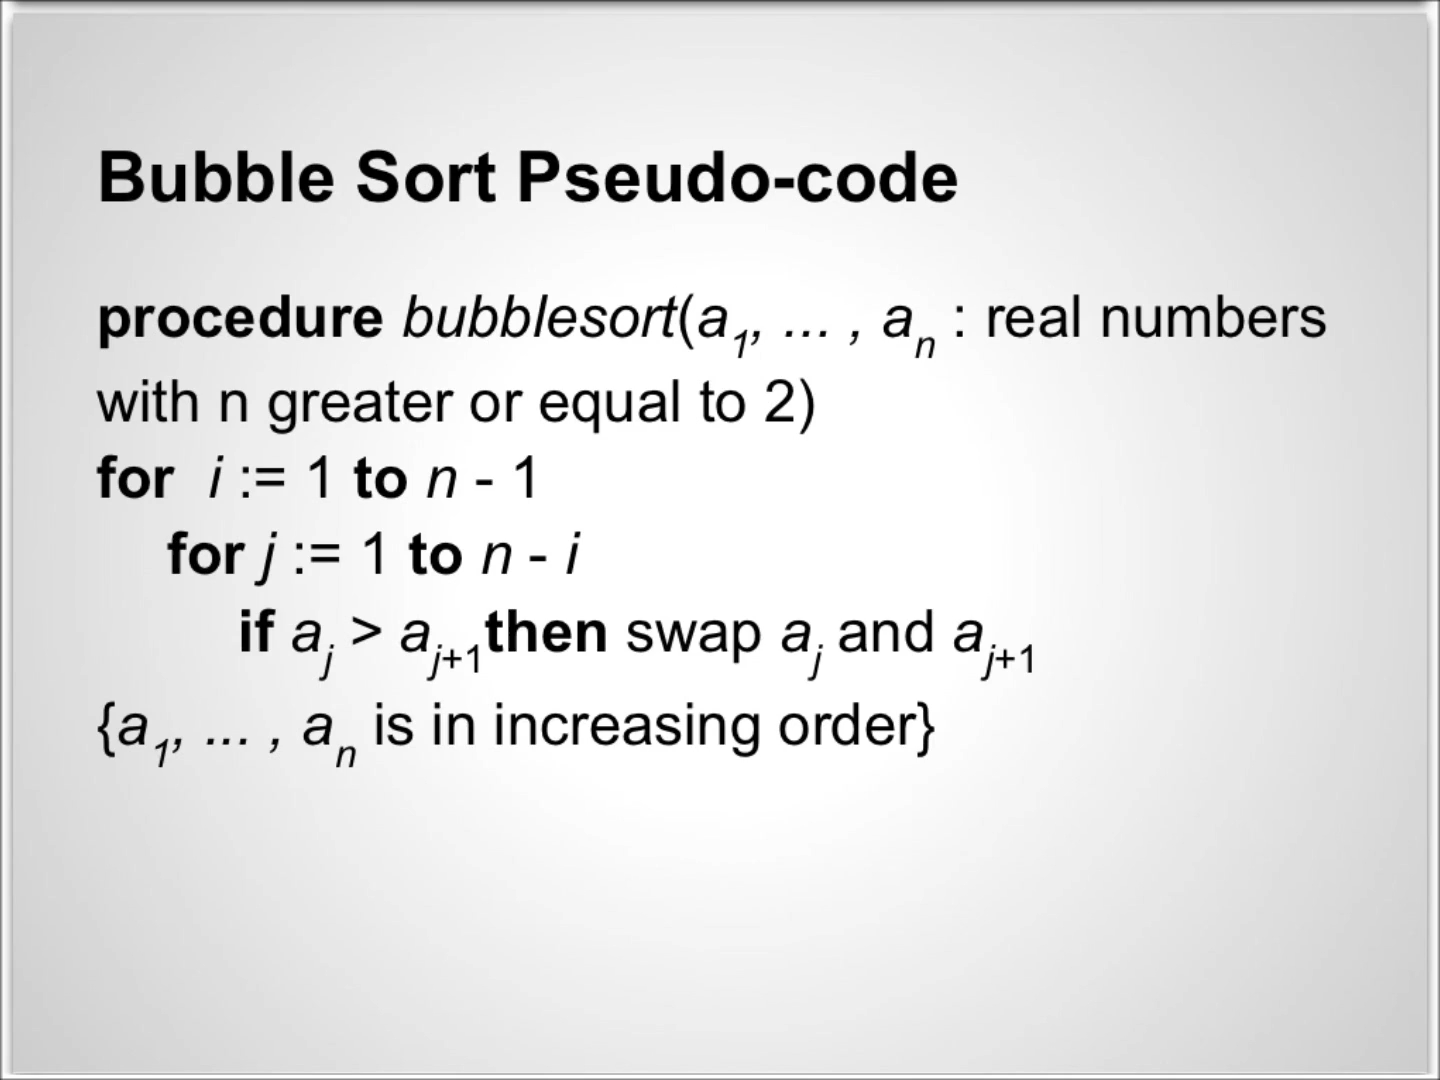 Bubble Sort Pseudo-code
procedure bubblesort(a₁, ... , aₙ : real numbers
with n greater or equal to 2)
for i := 1 to n - 1
for j := 1 to n - i
if aⱼ > aⱼ₊₁then swap aⱼ and aⱼ₊₁
{a₁, ... , aₙ is in increasing order}